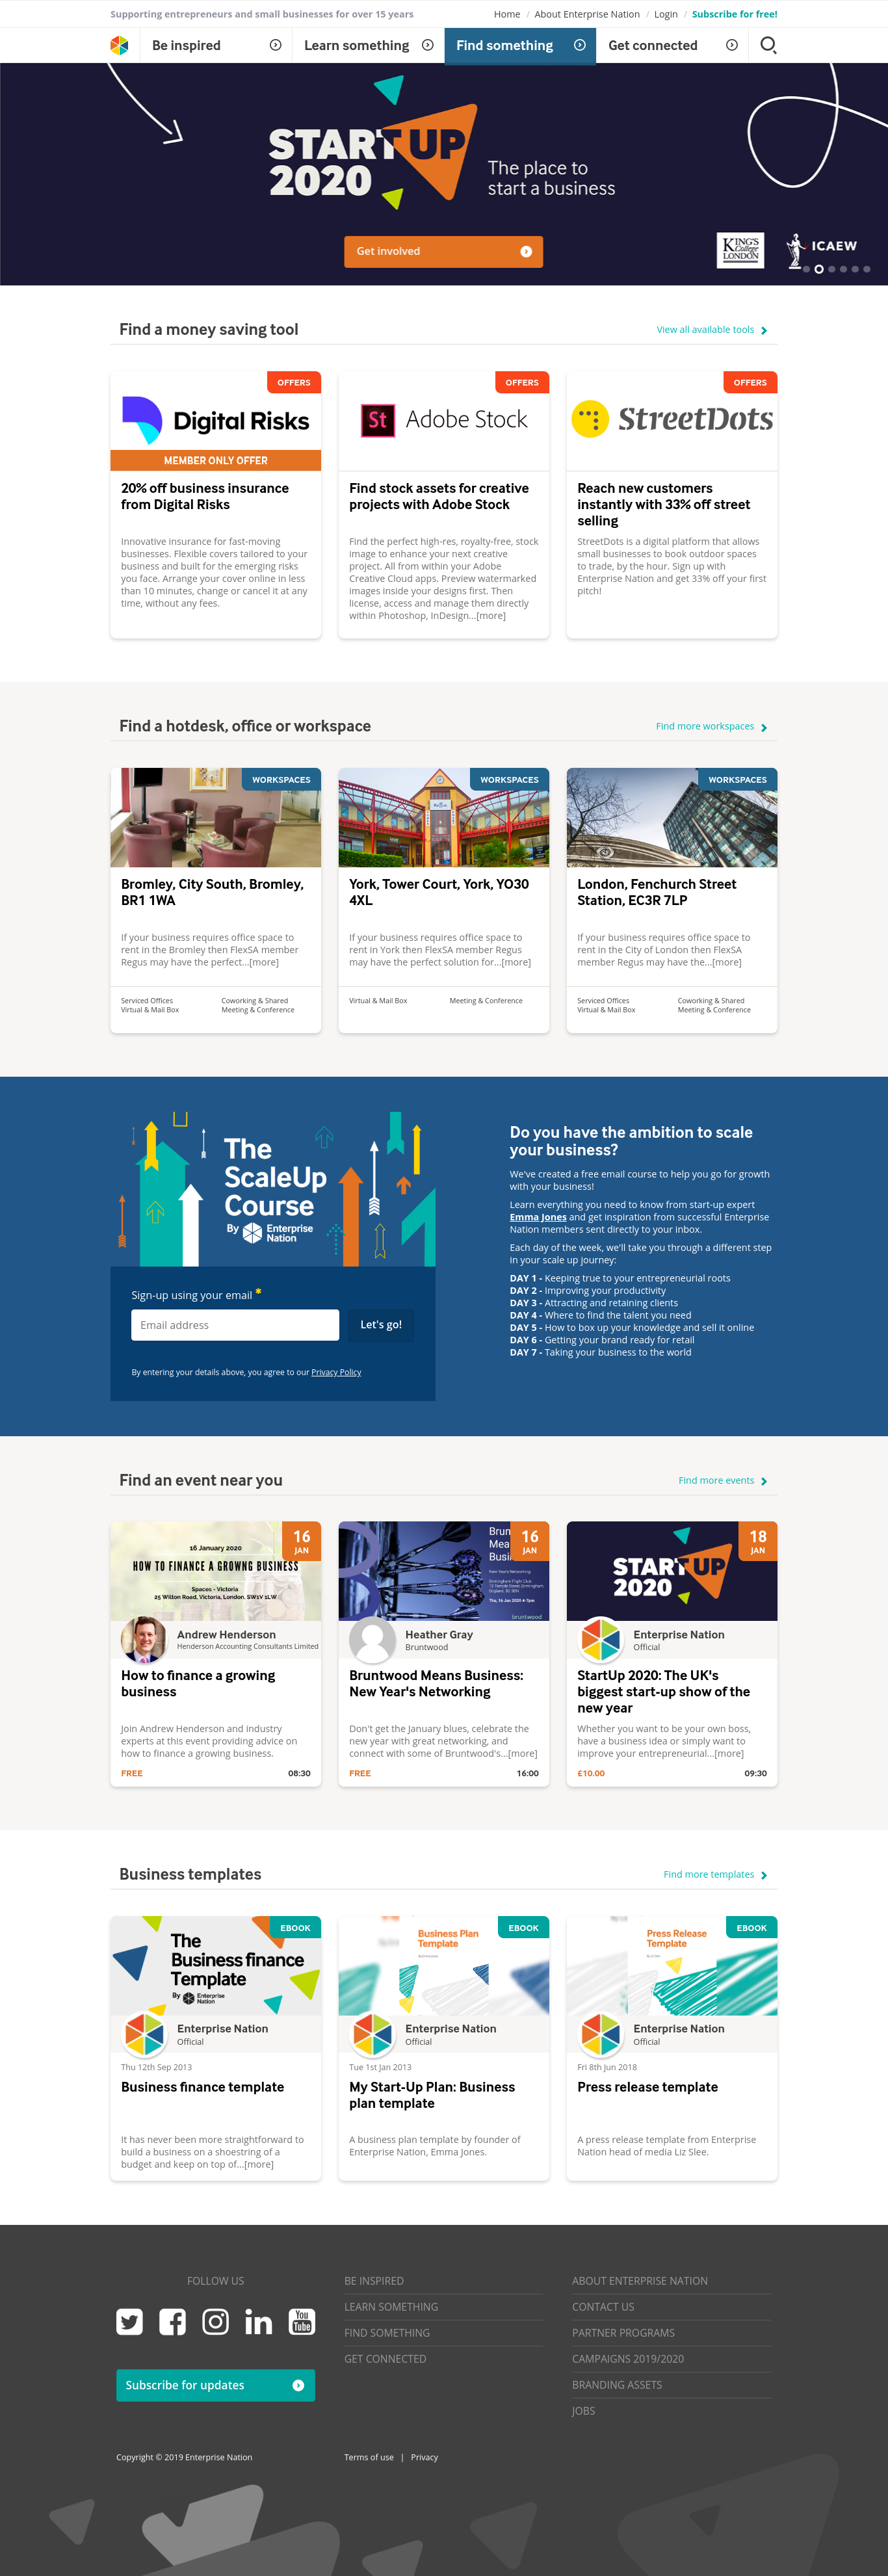 Supporting entrepreneurs and small businesses for over 15 years
Home / About Enterprise Nation / Login / Subscribe for free!
Be inspired
Learn something
Find something
Get connected
STARTUP
2020
The place to
start a business
Get involved
KING'S
College
LONDON
ICAEW
Find a money saving tool
View all available tools
OFFERS
Digital Risks
MEMBER ONLY OFFER
20% off business insurance
from Digital Risks
Innovative insurance for fast-moving
businesses. Flexible covers tailored to your
business and built for the emerging risks
you face. Arrange your cover online in less
than 10 minutes, change or cancel it at any
time, without any fees.
OFFERS
St Adobe Stock
Find stock assets for creative
projects with Adobe Stock
Find the perfect high-res, royalty-free, stock
image to enhance your next creative
project. All from within your Adobe
Creative Cloud apps. Preview watermarked
images inside your designs first. Then
license, access and manage them directly
within Photoshop, InDesign...[more]
OFFERS
StreetDots
Reach new customers
instantly with 33% off street
selling
StreetDots is a digital platform that allows
small businesses to book outdoor spaces
to trade, by the hour. Sign up with
Enterprise Nation and get 33% off your first
pitch!
Find a hotdesk, office or workspace
Find more workspaces
WORKSPACES
Bromley, City South, Bromley,
BR1 1WA
If your business requires office space to
rent in the Bromley then FlexSA member
Regus may have the perfect...[more]
Serviced Offices
Coworking & Shared
Virtual & Mail Box
Meeting & Conference
WORKSPACES
York, Tower Court, York, YO30
4XL
If your business requires office space to
rent in York then FlexSA member Regus
may have the perfect solution for...[more]
Virtual & Mail Box
Meeting & Conference
WORKSPACES
London, Fenchurch Street
Station, EC3R 7LP
If your business requires office space to
rent in the City of London then FlexSA
member Regus may have the...[more]
Serviced Offices
Coworking & Shared
Virtual & Mail Box
Meeting & Conference
The
ScaleUp
Course
By Enterprise
Nation
Sign-up using your email *
Email address
Let's go!
By entering your details above, you agree to our Privacy Policy
Do you have the ambition to scale
your business?
We've created a free email course to help you go for growth
with your business!
Learn everything you need to know from start-up expert
Emma Jones and get inspiration from successful Enterprise
Nation members sent directly to your inbox.
Each day of the week, we'll take you through a different step
in your scale up journey:
DAY 1 - Keeping true to your entrepreneurial roots
DAY 2 - Improving your productivity
DAY 3 - Attracting and retaining clients
DAY 4 - Where to find the talent you need
DAY 5 - How to box up your knowledge and sell it online
DAY 6 - Getting your brand ready for retail
DAY 7 - Taking your business to the world
Find an event near you
Find more events
16
JAN
16 January 2020
HOW TO FINANCE A GROWNG BUSINESS
Spaces - Victoria
25 Wilton Road, Victoria, London. SW1V 1LW
Andrew Henderson
Henderson Accounting Consultants Limited
How to finance a growing
business
Join Andrew Henderson and industry
experts at this event providing advice on
how to finance a growing business.
FREE
08:30
16
JAN
Brun
Mea
Busi
New Year's Networking
Thu, 16 Jan 2020 4-7pm
bruntwood
Heather Gray
Bruntwood
Bruntwood Means Business:
New Year's Networking
Don't get the January blues, celebrate the
new year with great networking, and
connect with some of Bruntwood's...[more]
FREE
16:00
18
JAN
STARTUP
2020
Enterprise Nation
Official
StartUp 2020: The UK's
biggest start-up show of the
new year
Whether you want to be your own boss,
have a business idea or simply want to
improve your entrepreneurial...[more]
£10.00
09:30
Business templates
Find more templates
EBOOK
The
Business finance
Template
By Enterprise
Nation
Enterprise Nation
Official
Thu 12th Sep 2013
Business finance template
It has never been more straightforward to
build a business on a shoestring of a
budget and keep on top of...[more]
EBOOK
Business Plan
Template
Enterprise Nation
Official
Tue 1st Jan 2013
My Start-Up Plan: Business
plan template
A business plan template by founder of
Enterprise Nation, Emma Jones.
EBOOK
Press Release
Template
Enterprise Nation
Official
Fri 8th Jun 2018
Press release template
A press release template from Enterprise
Nation head of media Liz Slee.
FOLLOW US
You
Tube
Subscribe for updates
BE INSPIRED
LEARN SOMETHING
FIND SOMETHING
GET CONNECTED
ABOUT ENTERPRISE NATION
CONTACT US
PARTNER PROGRAMS
CAMPAIGNS 2019/2020
BRANDING ASSETS
JOBS
Copyright © 2019 Enterprise Nation
Terms of use | Privacy